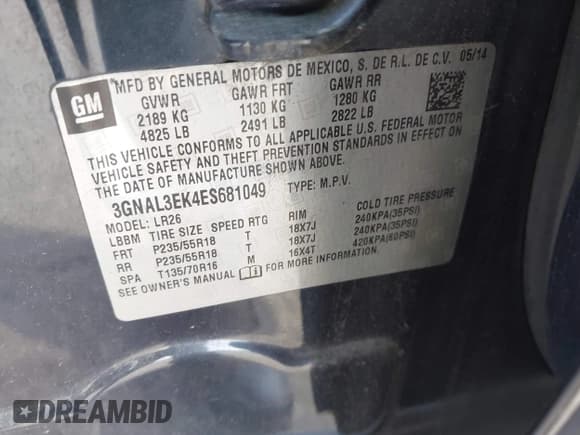 MFD BY GENERAL MOTORS DE MEXICO, S. DE R.L. DE C.V. 05/14
GM
GVWR GAWR FRT GAWR RR
2189 KG 1130 KG 1280 KG
4825 LB 2491 LB 2822 LB
THIS VEHICLE CONFORMS TO ALL APPLICABLE U.S. FEDERAL MOTOR
VEHICLE SAFETY AND THEFT PREVENTION STANDARDS IN EFFECT ON
THE DATE OF MANUFACTURE SHOWN ABOVE.
3GNAL3EK4ES681049 TYPE: M.P.V.
MODEL: LR26
LBBM TIRE SIZE SPEED RTG RIM COLD TIRE PRESSURE
FRT P235/55R18 T 18X7J 240KPA(35PSI)
RR P235/55R18 T 18X7J 240KPA(35PSI)
SPA T135/70R16 M 16X4T 420KPA(60PSI)
SEE OWNER'S MANUAL FOR MORE INFORMATION.
DREAMBID